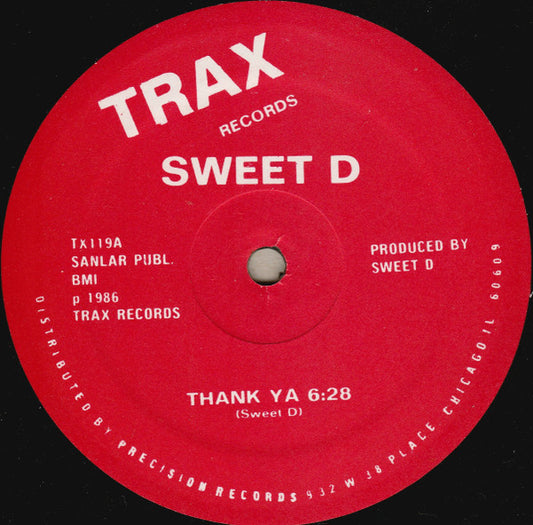 TRAX
RECORDS
SWEET D
TX119A
SANLAR PUBL.
BMI
p 1986
TRAX RECORDS
PRODUCED BY
SWEET D
THANK YA 6:28
(Sweet D)
DISTRIBUTED BY PRECISION RECORDS 932 W 38 PLACE CHICAGO IL 60609